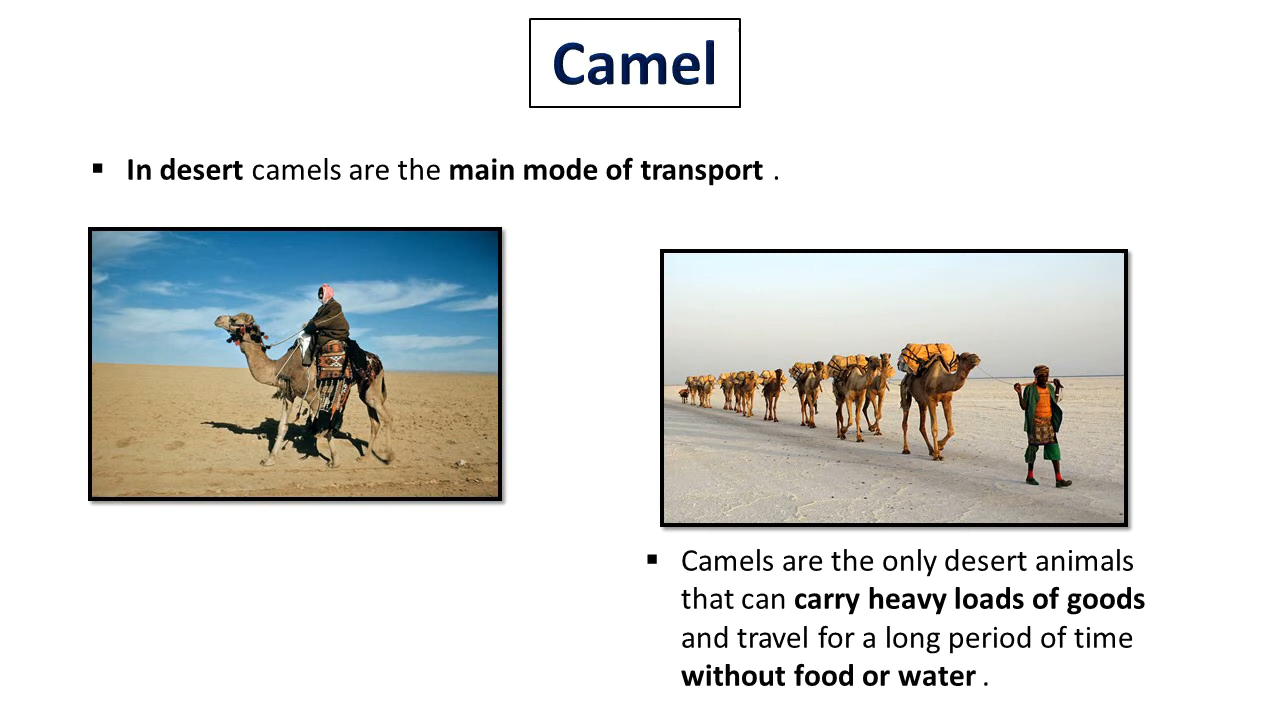 Camel
▪ In desert camels are the main mode of transport .
▪ Camels are the only desert animals
that can carry heavy loads of goods
and travel for a long period of time
without food or water .